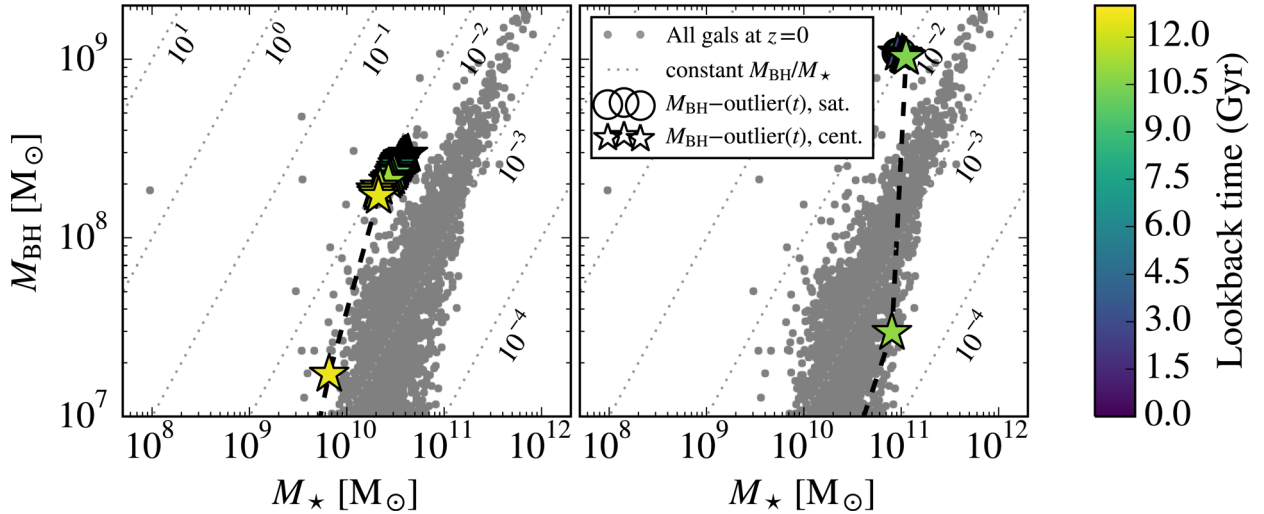 10^1 10^0 10^-1 10^-2
10^-3
10^-4
10^9
10^8
10^7
M_BH [M_⊙]
10^8 10^9 10^10 10^11 10^12
M_⋆ [M_⊙]
All gals at z=0
constant M_BH/M_⋆
M_BH−outlier(t), sat.
M_BH−outlier(t), cent.
10^-2
10^-3
10^-4
10^8 10^9 10^10 10^11 10^12
M_⋆ [M_⊙]
12.0
10.5
9.0
7.5
6.0
4.5
3.0
1.5
0.0
Lookback time (Gyr)